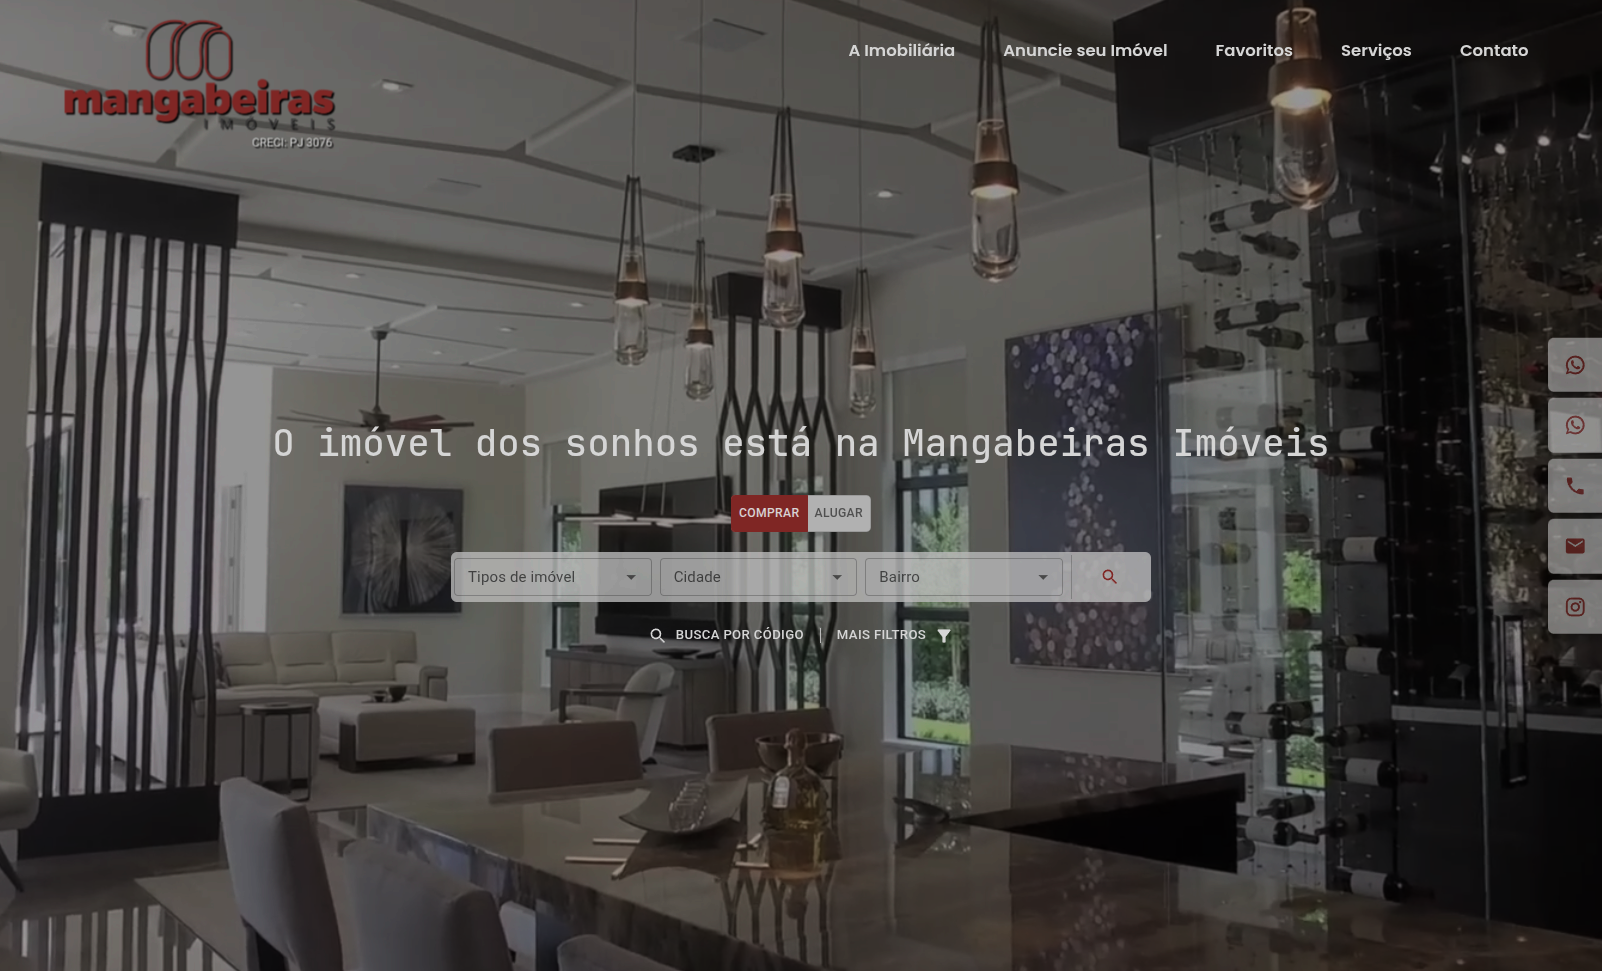 mangabeiras
IMÓVEIS
CRECI: PJ 3076
A Imobiliária
Anuncie seu Imóvel
Favoritos
Serviços
Contato
O imóvel dos sonhos está na Mangabeiras Imóveis
COMPRAR
ALUGAR
Tipos de imóvel
Cidade
Bairro
BUSCA POR CÓDIGO
MAIS FILTROS